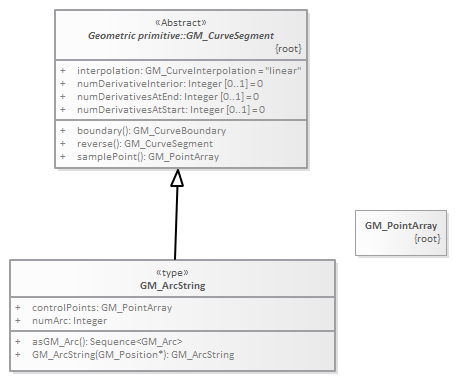 «Abstract»
Geometric primitive::GM_CurveSegment
{root}
+ interpolation: GM_CurveInterpolation = "linear"
+ numDerivativeInterior: Integer [0..1] = 0
+ numDerivativesAtEnd: Integer [0..1] = 0
+ numDerivativesAtStart: Integer [0..1] = 0
+ boundary(): GM_CurveBoundary
+ reverse(): GM_CurveSegment
+ samplePoint(): GM_PointArray
GM_PointArray
{root}
«type»
GM_ArcString
+ controlPoints: GM_PointArray
+ numArc: Integer
+ asGM_Arc(): Sequence<GM_Arc>
+ GM_ArcString(GM_Position*): GM_ArcString